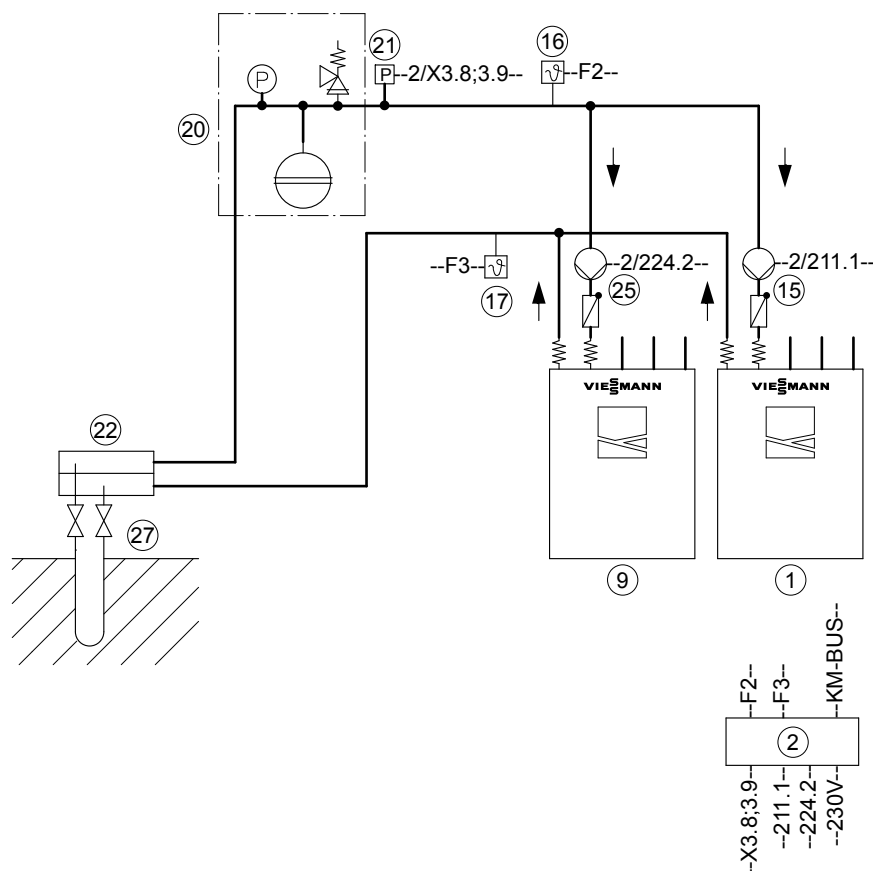 21
16
P
P--2/X3.8;3.9--
ϑ--F2--
20
--F3--ϑ
--2/224.2--
--2/211.1--
17
25
15
VIESMANN
VIESMANN
22
27
9
1
--F2--
--F3--
--KM-BUS--
2
--X3.8;3.9--
--211.1--
--224.2--
--230V--